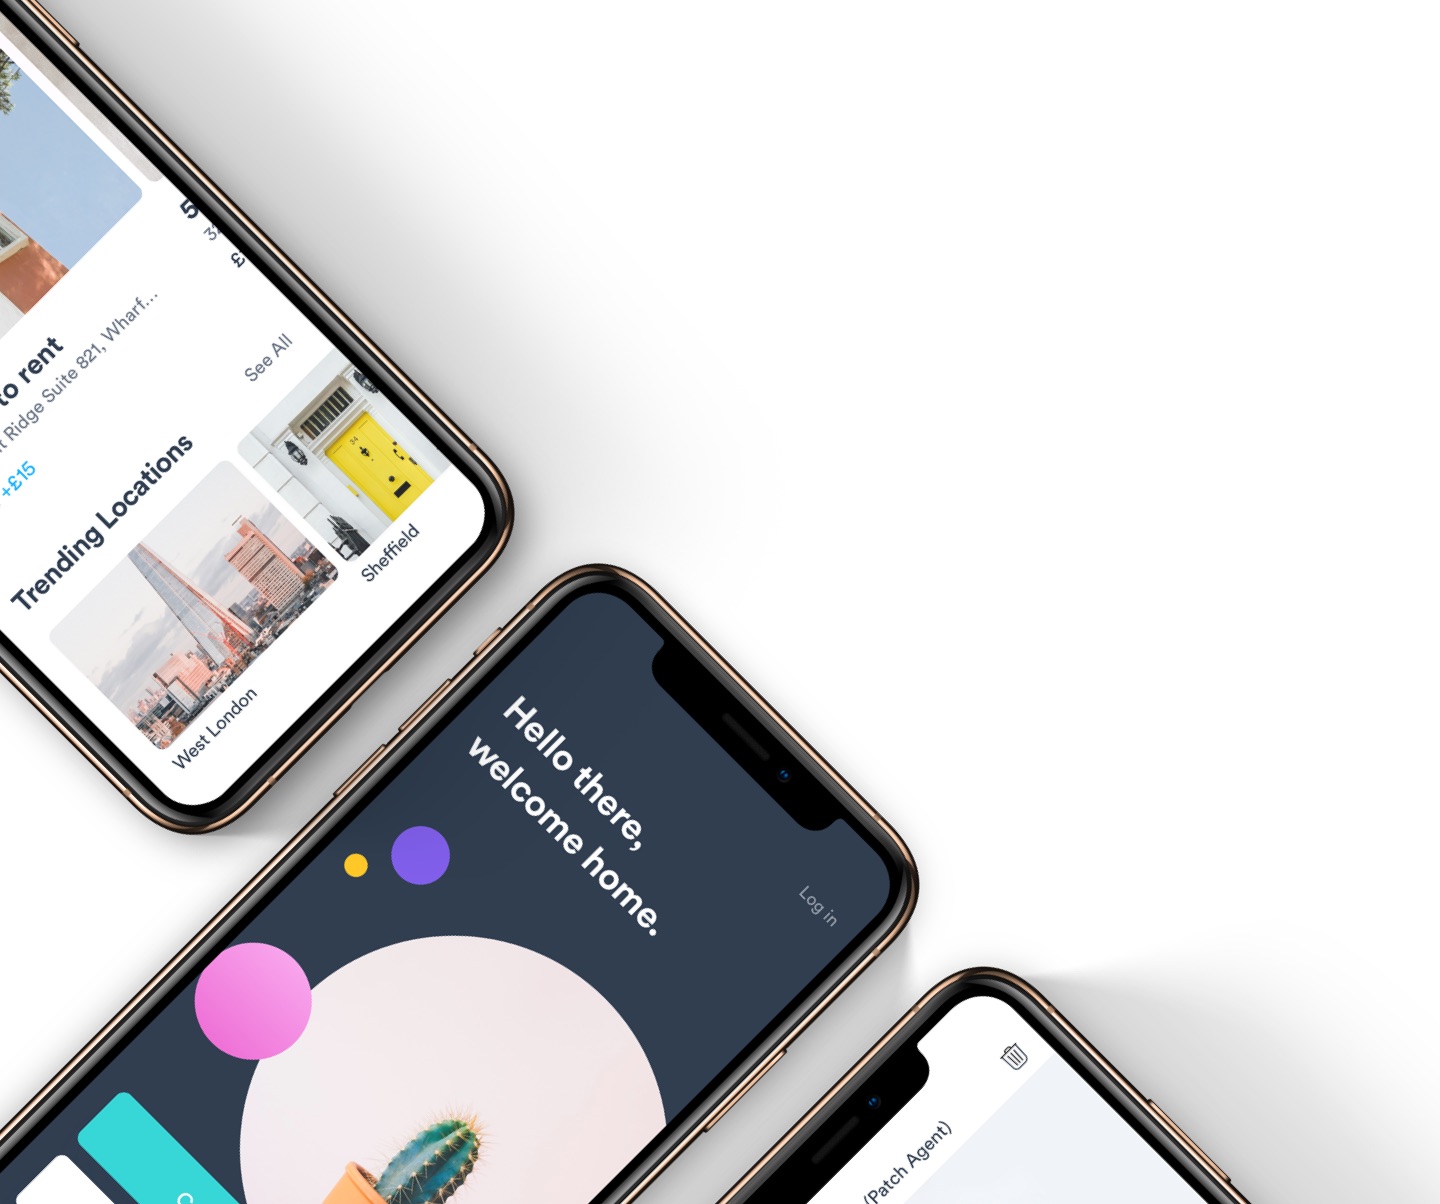 5
£
to rent
Ridge Suite 821, Wharf...
+£15
Trending Locations
See All
34
West London
Sheffield
Hello there,
welcome home.
Log in
(Patch Agent)